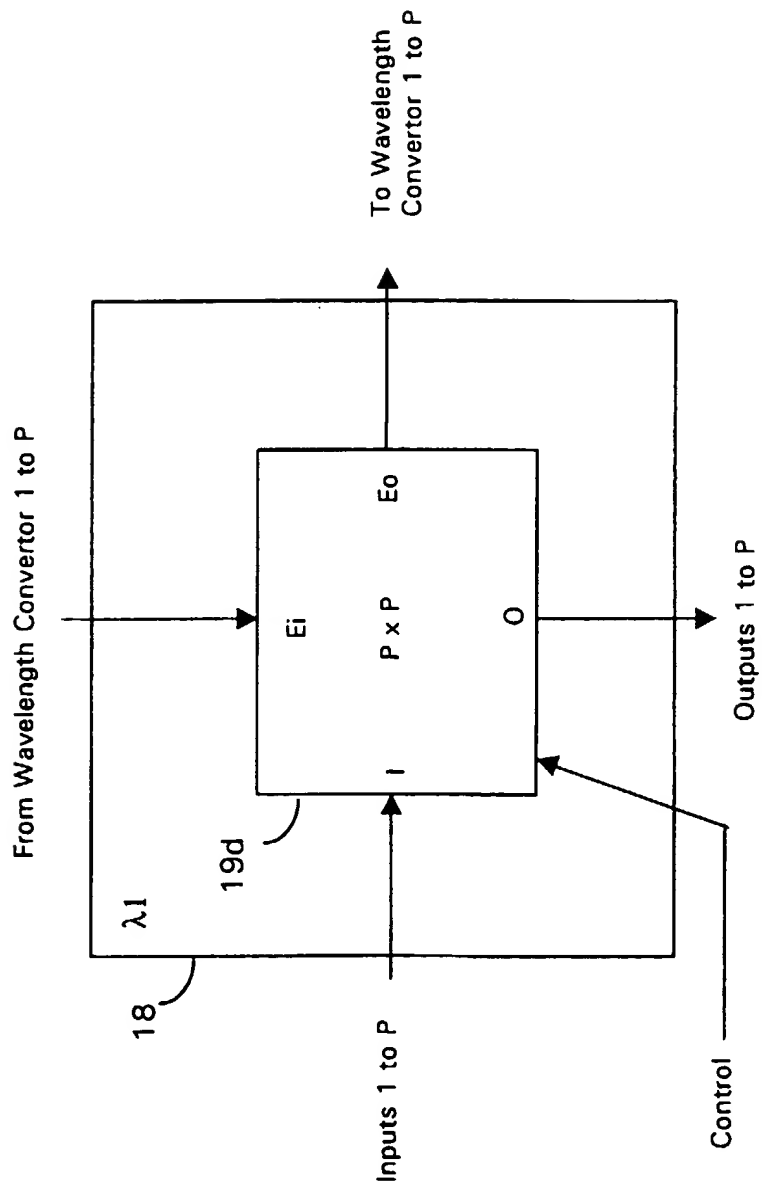 From Wavelength Convertor 1 to P
18
λ1
19d
Ei
I
P x P
Eo
O
Inputs 1 to P
To Wavelength
Convertor 1 to P
Control
Outputs 1 to P